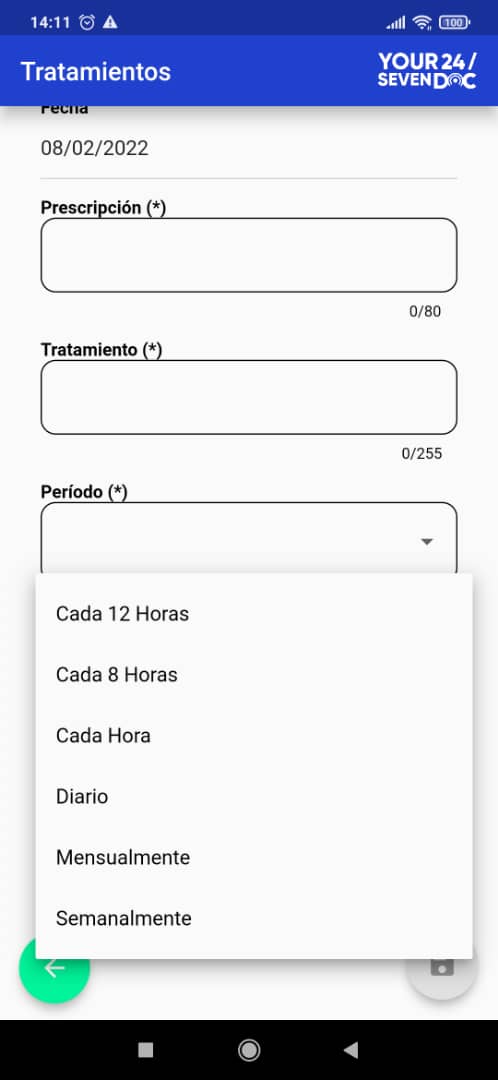 14:11
100
Tratamientos
YOUR 24/
SEVEN DOC
Fecha
08/02/2022
Prescripción (*)
0/80
Tratamiento (*)
0/255
Período (*)
Cada 12 Horas
Cada 8 Horas
Cada Hora
Diario
Mensualmente
Semanalmente